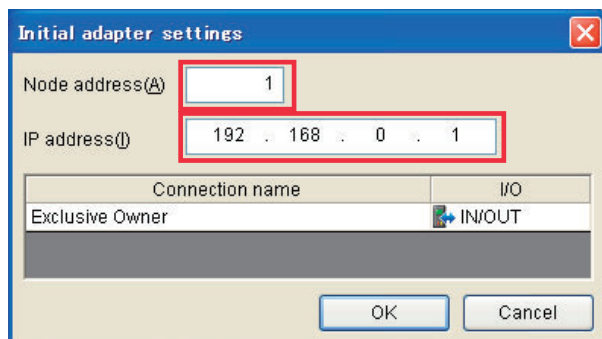 Initial adapter settings
Node address(A) 1
IP address(I) 192 . 168 . 0 . 1
Connection name I/O
Exclusive Owner IN/OUT
OK Cancel